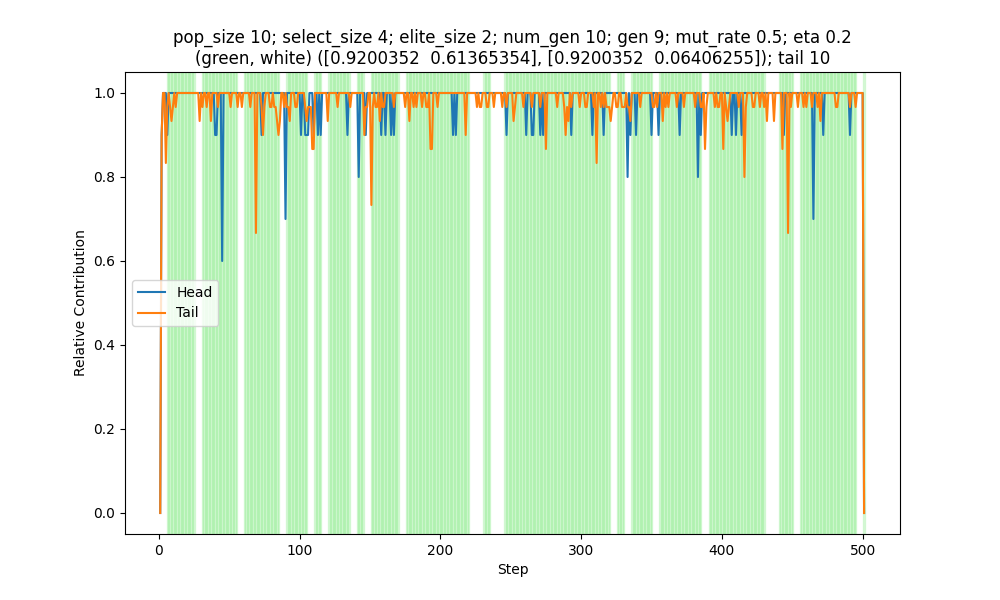 pop_size 10; select_size 4; elite_size 2; num_gen 10; gen 9; mut_rate 0.5; eta 0.2
(green, white) ([0.9200352  0.61365354], [0.9200352  0.06406255]); tail 10
1.0
0.8
0.6
0.4
0.2
0.0
Relative Contribution
Head
Tail
0
100
200
300
400
500
Step